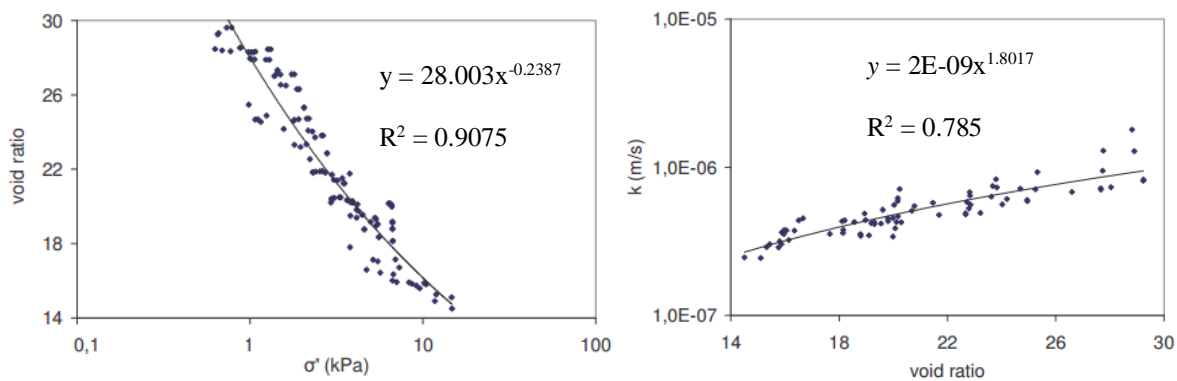 30
26
22
18
14
void ratio
y = 28.003x^-0.2387
R² = 0.9075
0,1
1
10
100
σ' (kPa)
1,0E-05
1,0E-06
1,0E-07
k (m/s)
y = 2E-09x^1.8017
R² = 0.785
14
18
22
26
30
void ratio